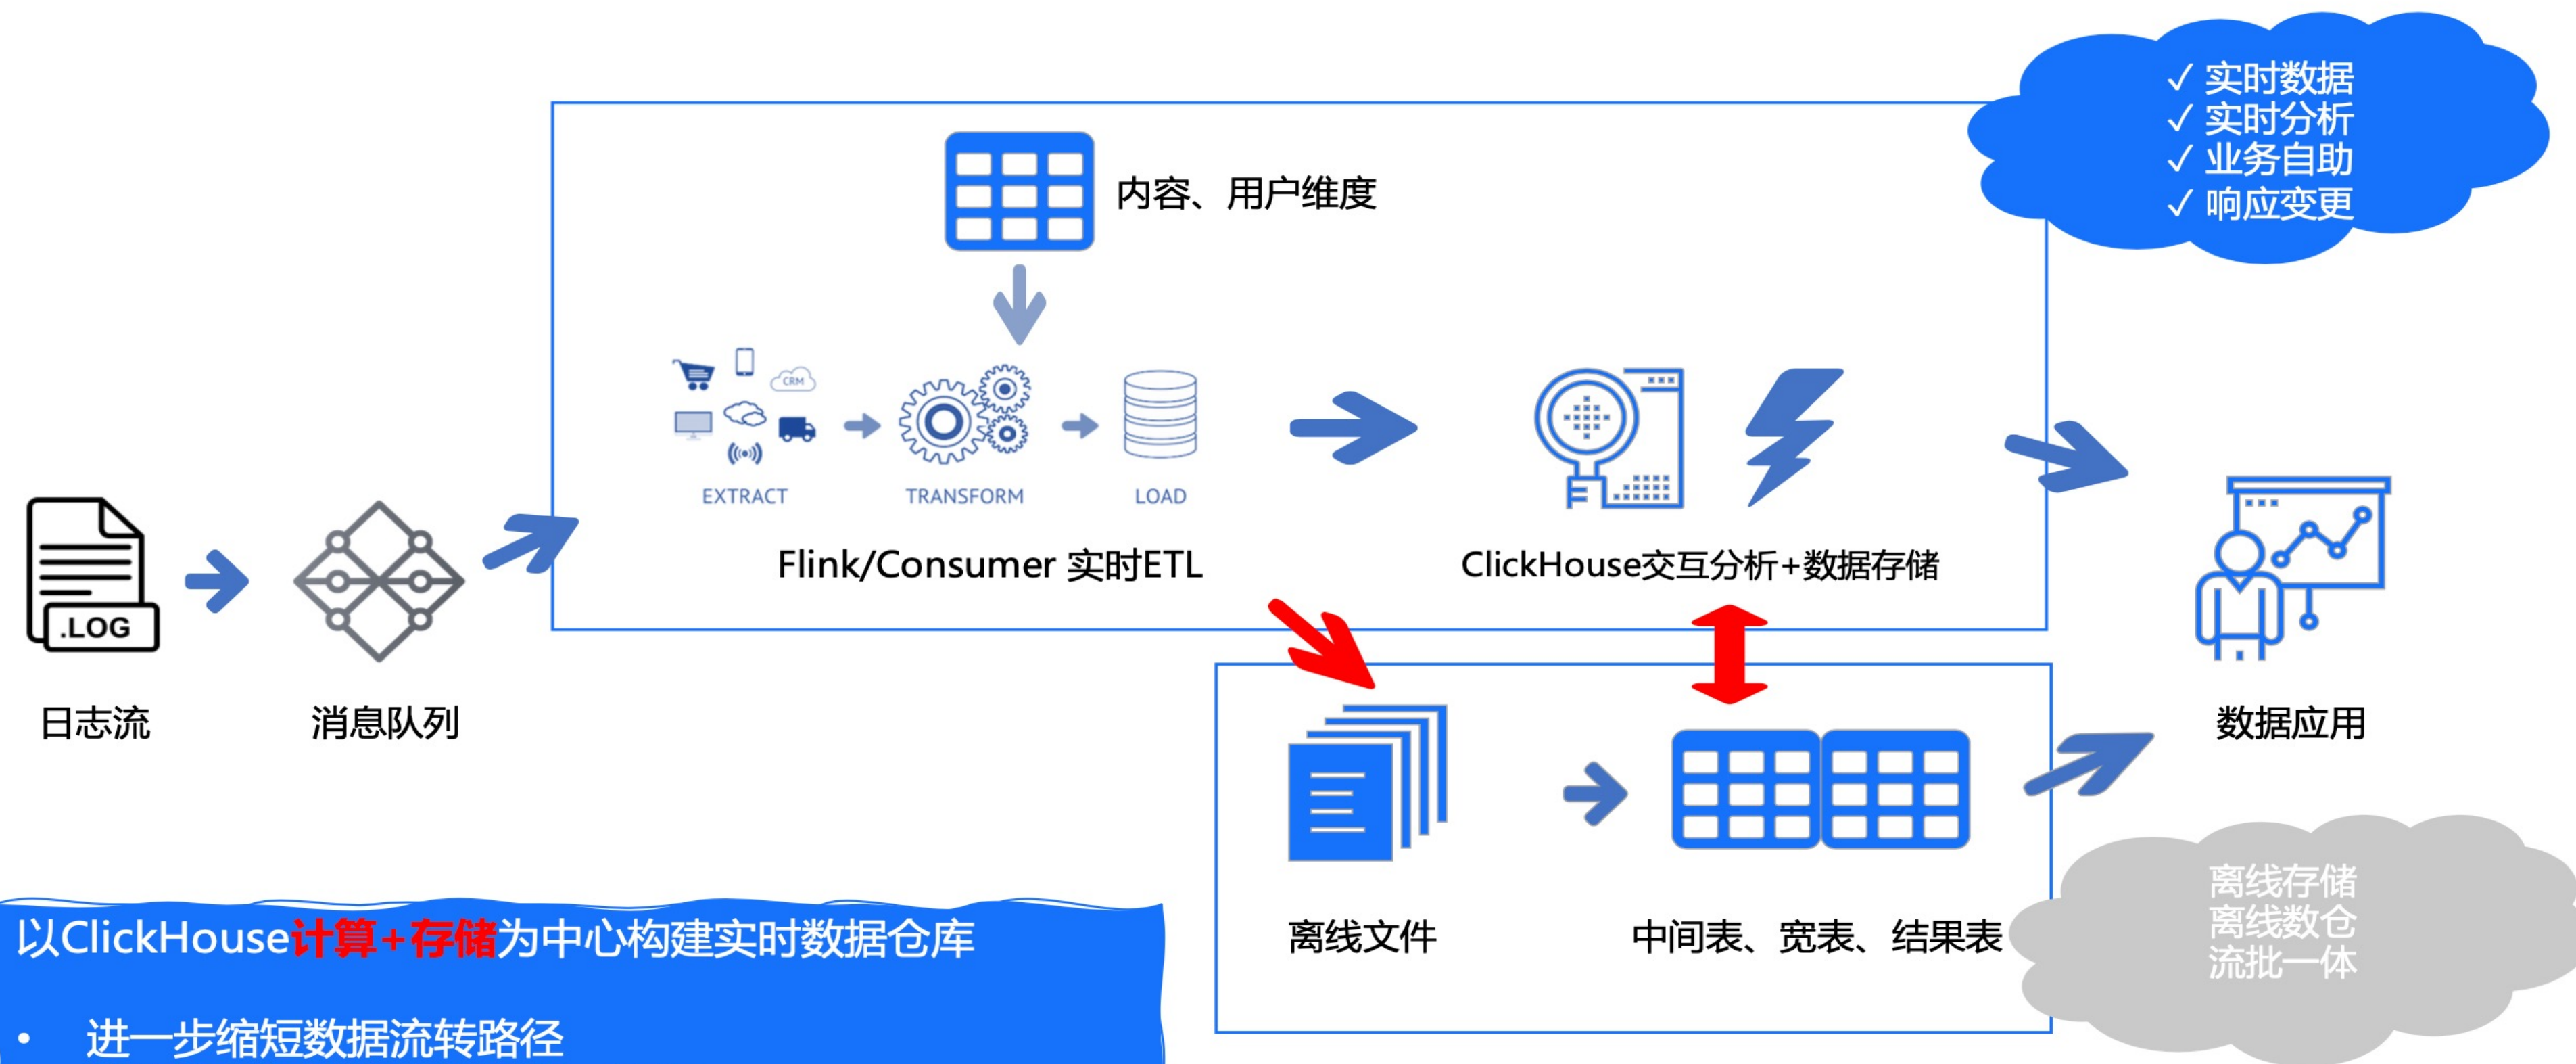 ✓ 实时数据
✓ 实时分析
✓ 业务自助
✓ 响应变更
内容、用户维度
CRM
EXTRACT
TRANSFORM
LOAD
Flink/Consumer 实时ETL
ClickHouse交互分析+数据存储
.LOG
日志流
消息队列
数据应用
离线文件
中间表、宽表、结果表
离线存储
离线数仓
流批一体
以ClickHouse计算+存储为中心构建实时数据仓库
• 进一步缩短数据流转路径